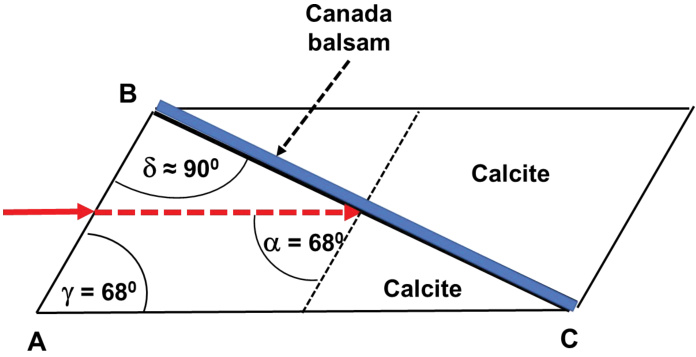 Canada
balsam
B
δ ≈ 90⁰
Calcite
α = 68⁰
γ = 68⁰
Calcite
A
C